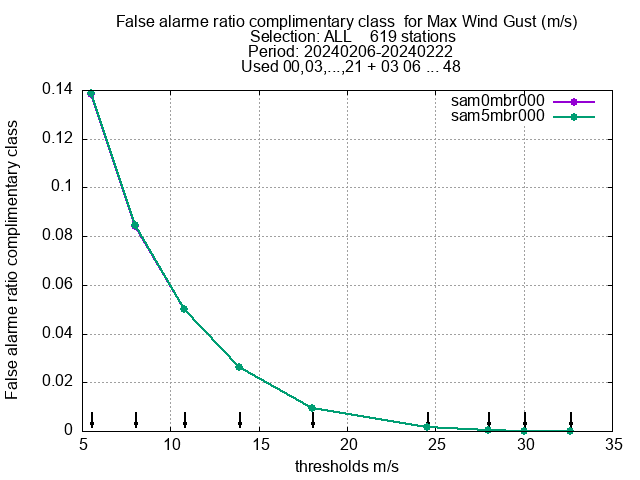 False alarme ratio complimentary class  for Max Wind Gust (m/s)
Selection: ALL    619 stations
Period: 20240206-20240222
Used 00,03,...,21 + 03 06 ... 48
sam0mbr000
sam5mbr000
False alarme ratio complimentary class
0.14
0.12
0.1
0.08
0.06
0.04
0.02
0
5 10 15 20 25 30 35
thresholds m/s